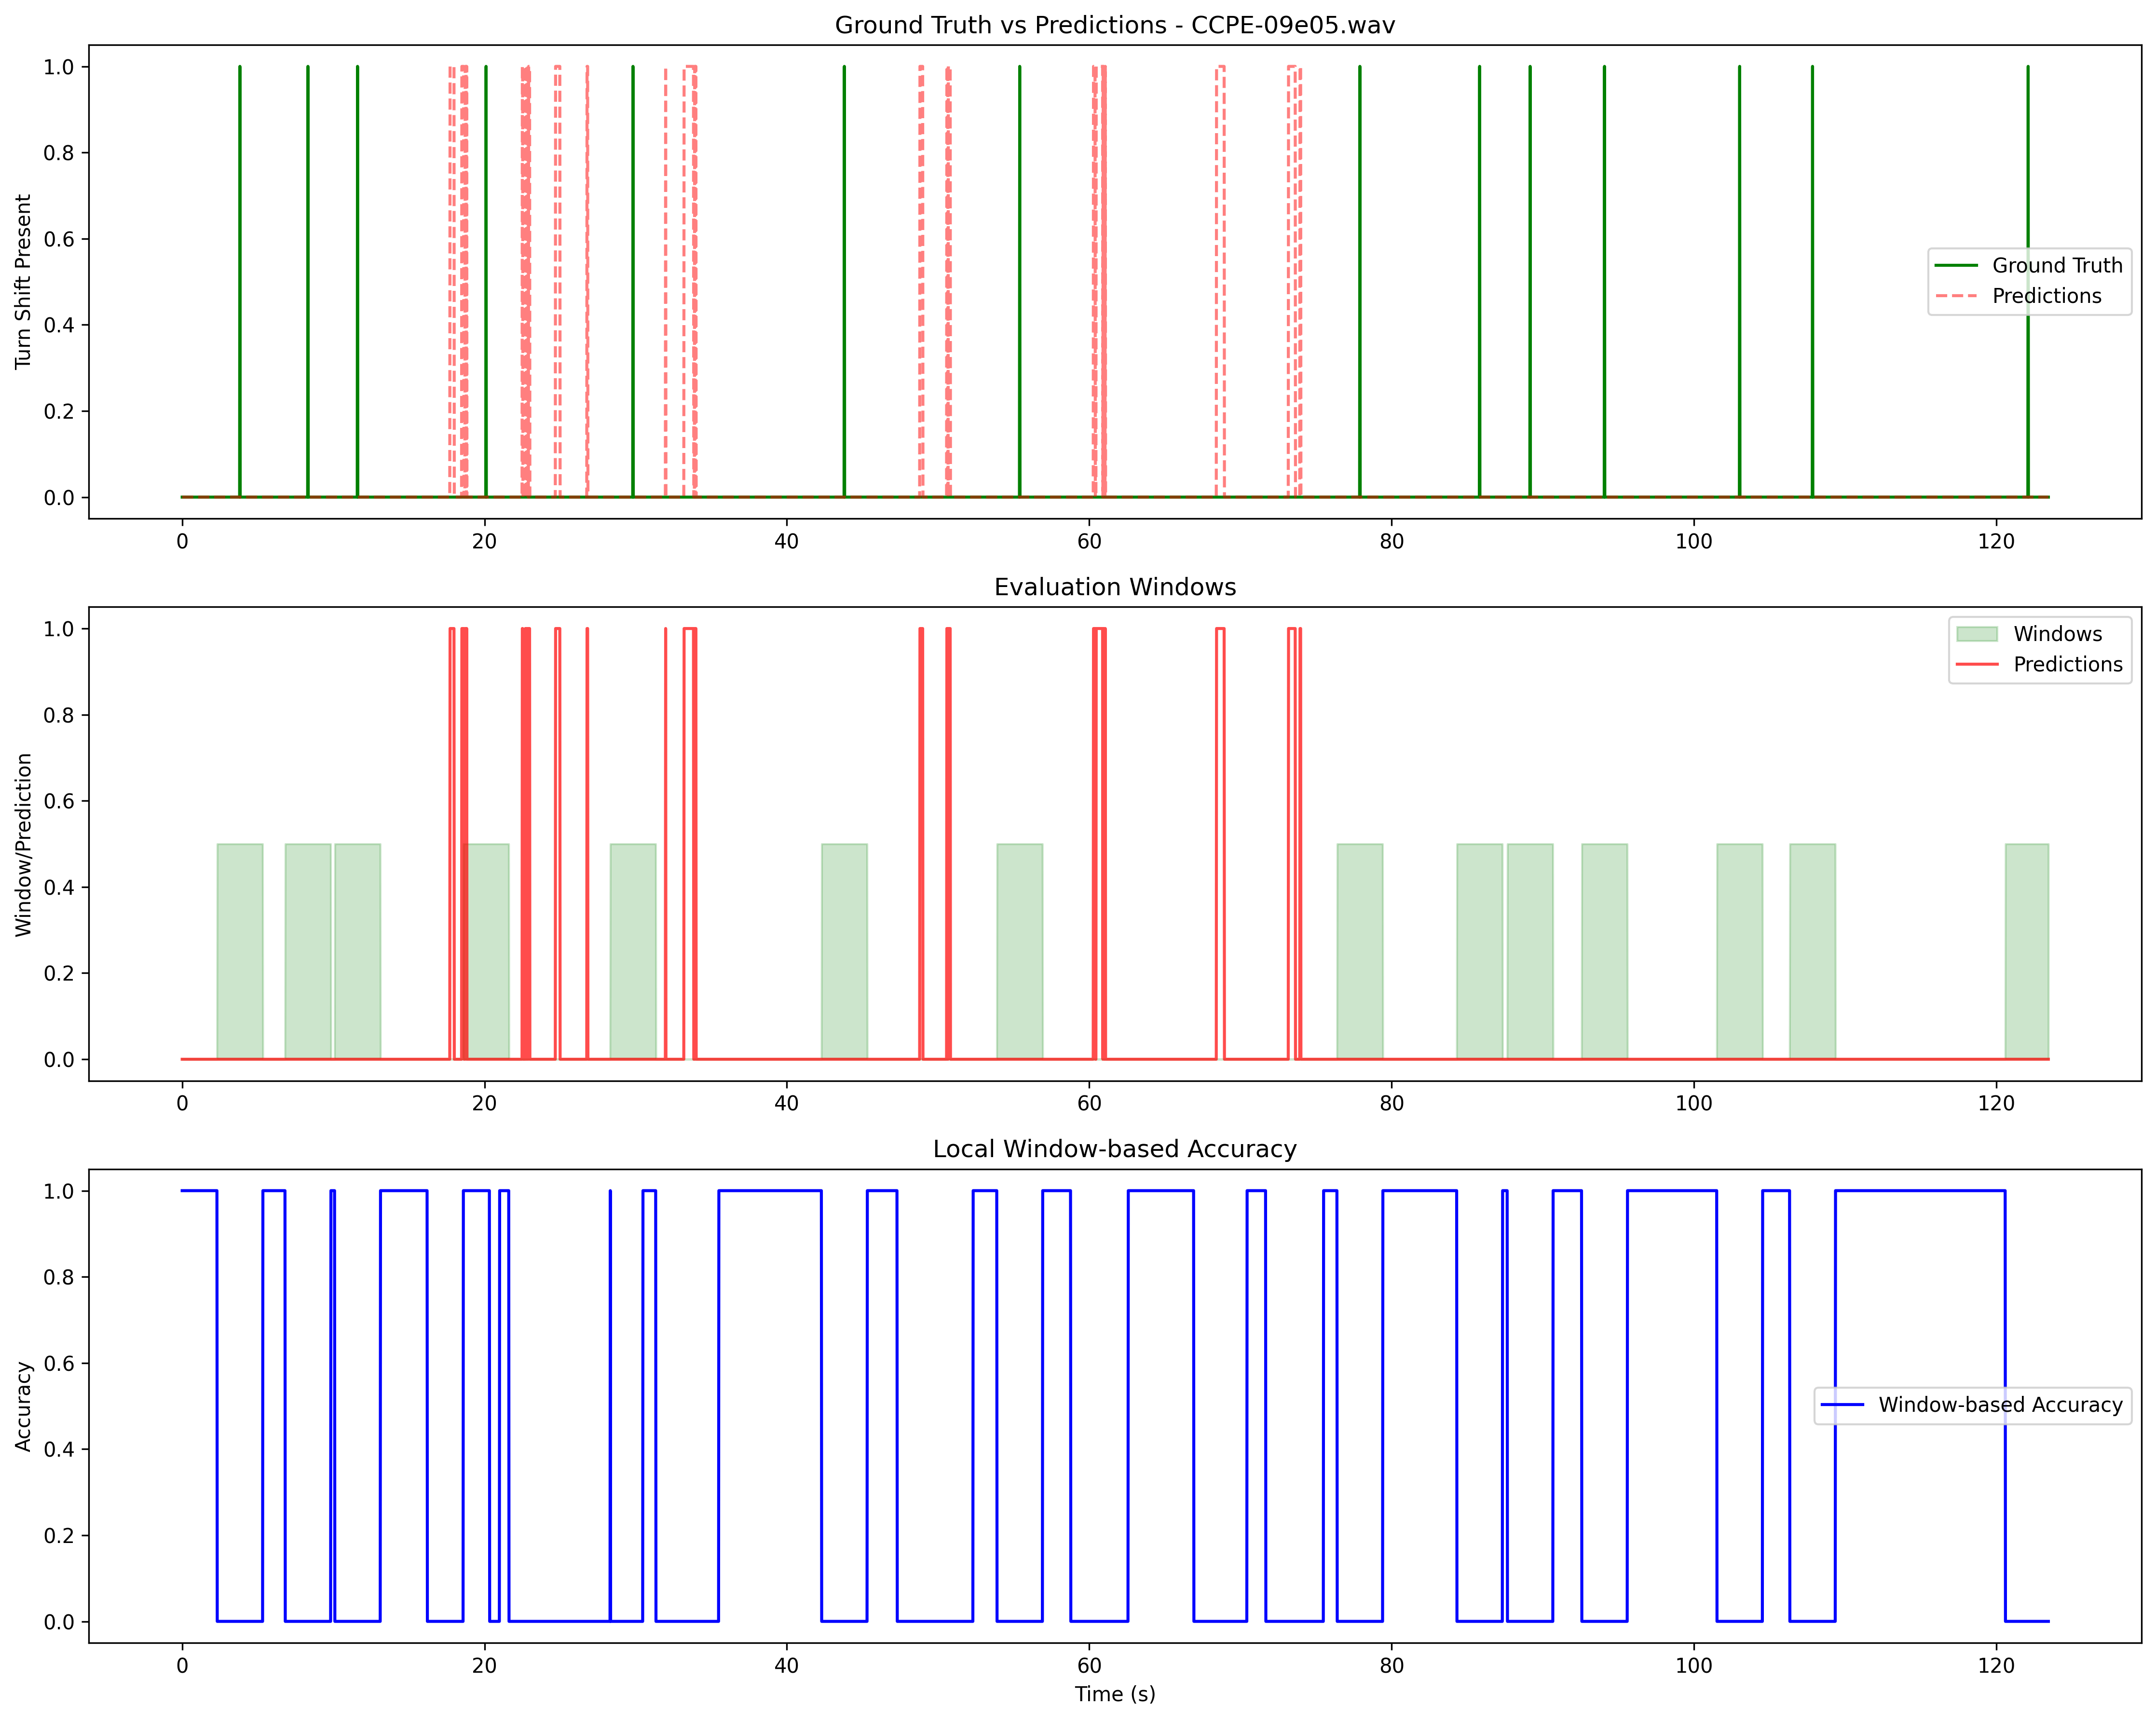 Ground Truth vs Predictions - CCPE-09e05.wav
1.0
0.8
0.6
0.4
0.2
0.0
Turn Shift Present
Ground Truth
Predictions
0 20 40 60 80 100 120
Evaluation Windows
1.0
0.8
0.6
0.4
0.2
0.0
Window/Prediction
Windows
Predictions
0 20 40 60 80 100 120
Local Window-based Accuracy
1.0
0.8
0.6
0.4
0.2
0.0
Accuracy
Window-based Accuracy
0 20 40 60 80 100 120
Time (s)